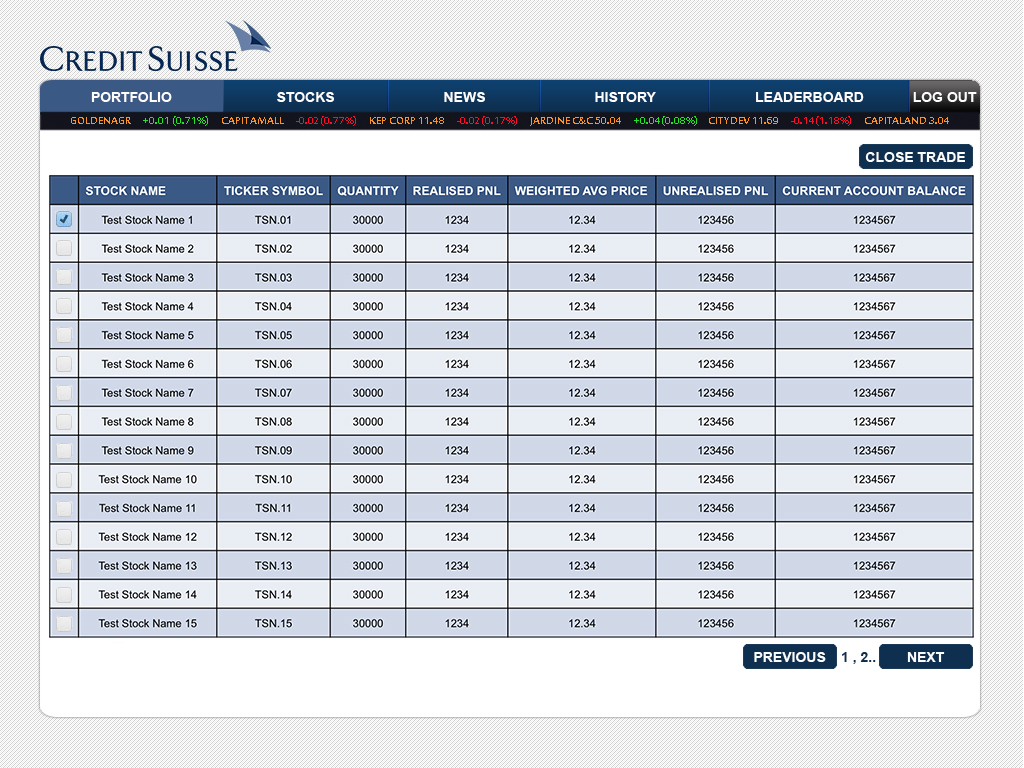 CREDIT SUISSE
PORTFOLIO STOCKS NEWS HISTORY LEADERBOARD LOG OUT
GOLDENAGR +0.01 (0.71%) CAPITAMALL -0.02 (0.77%) KEP CORP 11.48 -0.02 (0.17%) JARDINE C&C 50.04 +0.04 (0.08%) CITYDEV 11.69 -0.14 (1.18%) CAPITALAND 3.04
CLOSE TRADE
STOCK NAME TICKER SYMBOL QUANTITY REALISED PNL WEIGHTED AVG PRICE UNREALISED PNL CURRENT ACCOUNT BALANCE
Test Stock Name 1 TSN.01 30000 1234 12.34 123456 1234567
Test Stock Name 2 TSN.02 30000 1234 12.34 123456 1234567
Test Stock Name 3 TSN.03 30000 1234 12.34 123456 1234567
Test Stock Name 4 TSN.04 30000 1234 12.34 123456 1234567
Test Stock Name 5 TSN.05 30000 1234 12.34 123456 1234567
Test Stock Name 6 TSN.06 30000 1234 12.34 123456 1234567
Test Stock Name 7 TSN.07 30000 1234 12.34 123456 1234567
Test Stock Name 8 TSN.08 30000 1234 12.34 123456 1234567
Test Stock Name 9 TSN.09 30000 1234 12.34 123456 1234567
Test Stock Name 10 TSN.10 30000 1234 12.34 123456 1234567
Test Stock Name 11 TSN.11 30000 1234 12.34 123456 1234567
Test Stock Name 12 TSN.12 30000 1234 12.34 123456 1234567
Test Stock Name 13 TSN.13 30000 1234 12.34 123456 1234567
Test Stock Name 14 TSN.14 30000 1234 12.34 123456 1234567
Test Stock Name 15 TSN.15 30000 1234 12.34 123456 1234567
PREVIOUS 1 , 2.. NEXT